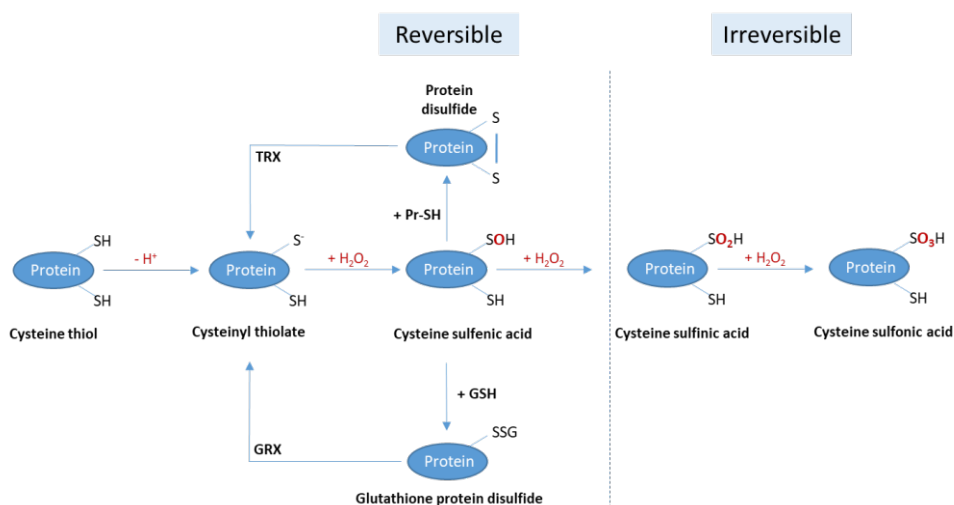 Reversible
Irreversible
Protein
disulfide
S
Protein
S
TRX
+ Pr-SH
SH
Protein
SH
Cysteine thiol
- H⁺
S⁻
Protein
SH
Cysteinyl thiolate
+ H₂O₂
SOH
Protein
SH
Cysteine sulfenic acid
+ H₂O₂
SO₂H
Protein
SH
Cysteine sulfinic acid
+ H₂O₂
SO₃H
Protein
SH
Cysteine sulfonic acid
+ GSH
GRX
SSG
Protein
Glutathione protein disulfide